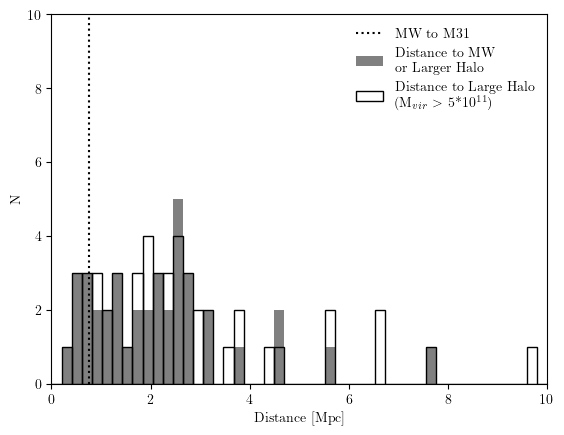 10
8
6
4
2
0
N
0 2 4 6 8 10
Distance [Mpc]
MW to M31
Distance to MW
or Larger Halo
Distance to Large Halo
(M_vir > 5*10^11)